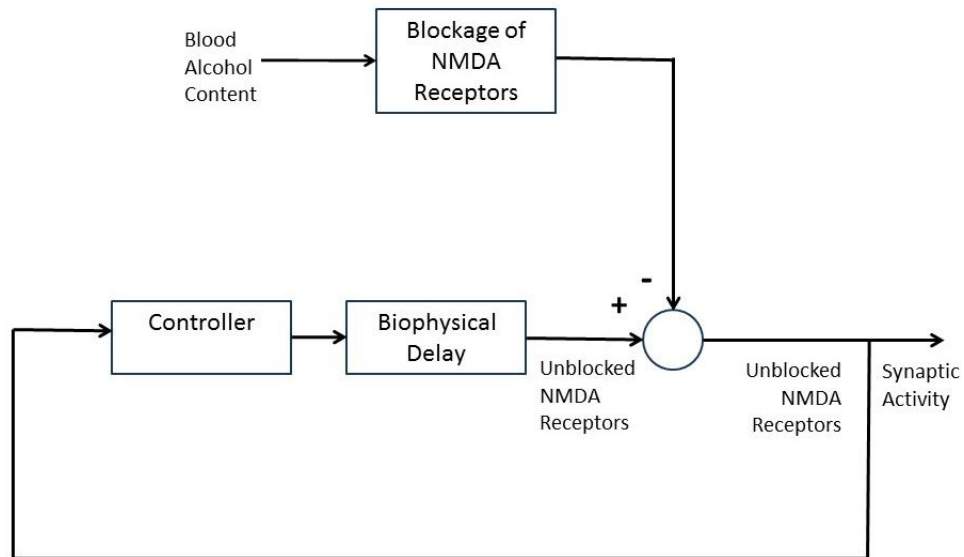 Blood
Alcohol
Content
Blockage of
NMDA
Receptors
-
+
Controller
Biophysical
Delay
Unblocked
NMDA
Receptors
Unblocked
NMDA
Receptors
Synaptic
Activity